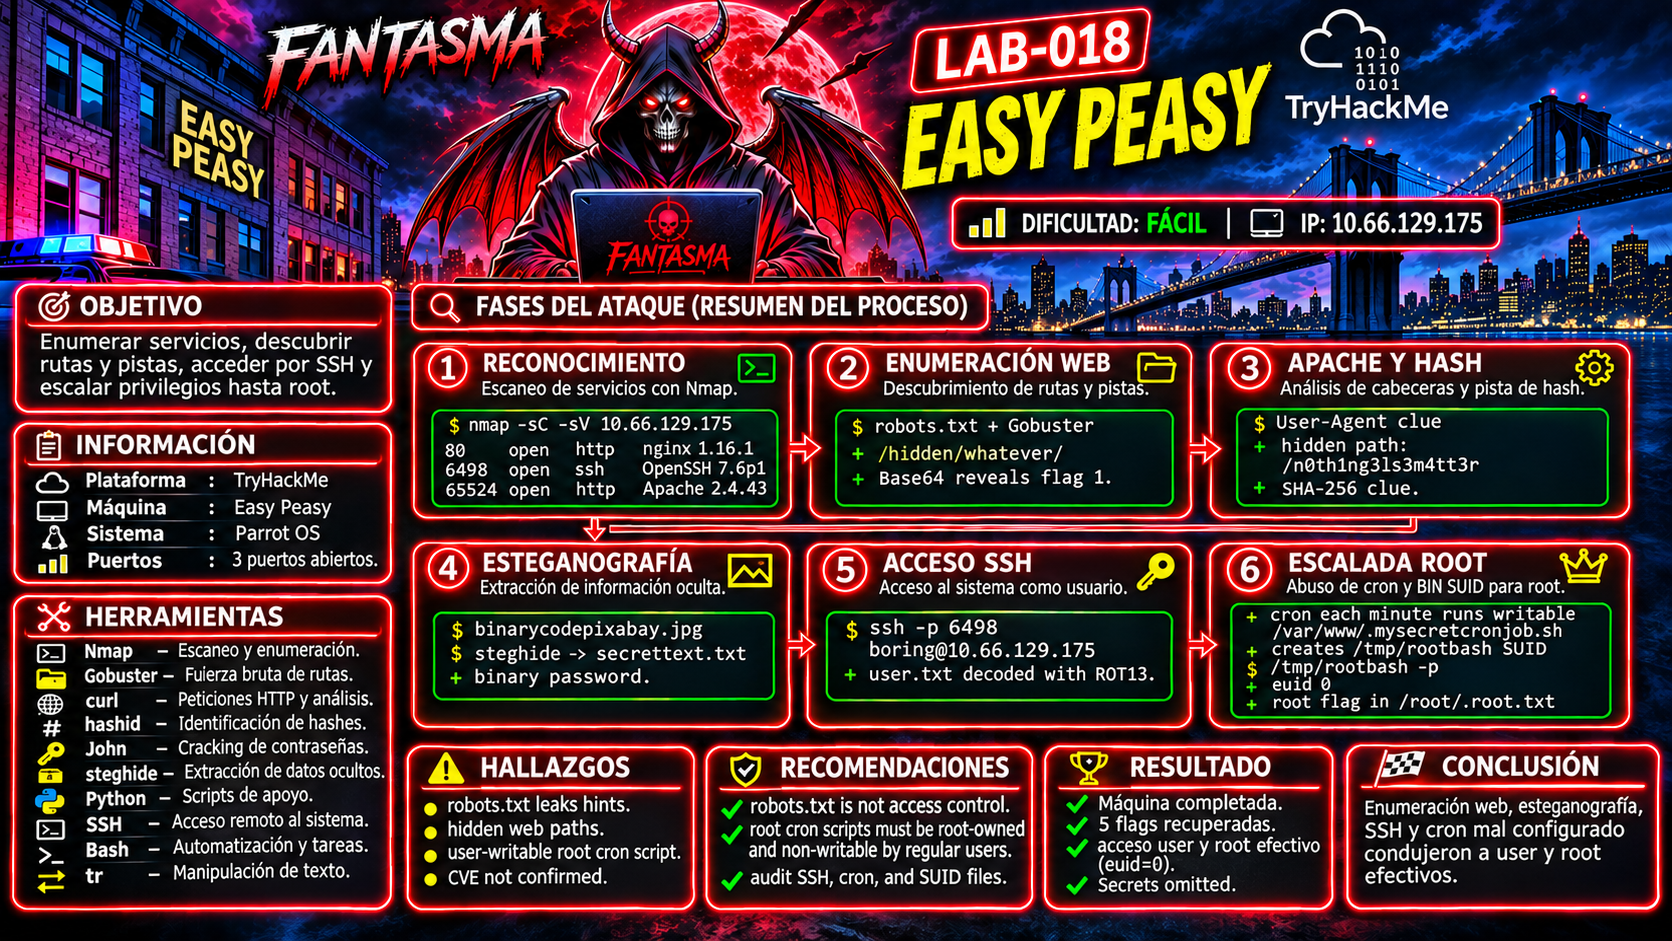 FANTASMA
EASY
PEASY
FANTASMA
LAB-018
EASY PEASY
1010
1110
0101
TryHackMe
DIFICULTAD: FÁCIL | IP: 10.66.129.175
OBJETIVO
Enumerar servicios, descubrir
rutas y pistas, acceder por SSH y
escalar privilegios hasta root.
INFORMACIÓN
Plataforma : TryHackMe
Máquina : Easy Peasy
Sistema : Parrot OS
Puertos : 3 puertos abiertos.
HERRAMIENTAS
Nmap – Escaneo y enumeración.
Gobuster – Fuierza bruta de rutas.
curl – Peticiones HTTP y análisis.
# hashid – Identificación de hashes.
John – Cracking de contraseñas.
steghide – Extracción de datos ocultos.
Python – Scripts de apoyo.
SSH – Acceso remoto al sistema.
Bash – Automatización y tareas.
tr – Manipulación de texto.
FASES DEL ATAQUE (RESUMEN DEL PROCESO)
1 RECONOCIMIENTO
Escaneo de servicios con Nmap.
$ nmap -sC -sV 10.66.129.175
80 open http nginx 1.16.1
6498 open ssh OpenSSH 7.6p1
65524 open http Apache 2.4.43
2 ENUMERACIÓN WEB
Descubrimiento de rutas y pistas.
$ robots.txt + Gobuster
+ /hidden/whatever/
+ Base64 reveals flag 1.
3 APACHE Y HASH
Análisis de cabeceras y pista de hash.
$ User-Agent clue
+ hidden path:
/n0th1ng3ls3m4tt3r
+ SHA-256 clue.
4 ESTEGANOGRAFÍA
Extracción de información oculta.
$ binarycodepixabay.jpg
$ steghide -> secrettext.txt
+ binary password.
5 ACCESO SSH
Acceso al sistema como usuario.
$ ssh -p 6498
boring@10.66.129.175
+ user.txt decoded with ROT13.
6 ESCALADA ROOT
Abuso de cron y BIN SUID para root.
+ cron each minute runs writable
/var/www/.mysecretcronjob.sh
+ creates /tmp/rootbash SUID
$ /tmp/rootbash -p
+ euid 0
+ root flag in /root/.root.txt
HALLAZGOS
robots.txt leaks hints.
hidden web paths.
user-writable root cron script.
CVE not confirmed.
RECOMENDACIONES
robots.txt is not access control.
root cron scripts must be root-owned
and non-writable by regular users.
audit SSH, cron, and SUID files.
RESULTADO
Máquina completada.
5 flags recuperadas.
acceso user y root efectivo
(euid=0).
Secrets omitted.
CONCLUSIÓN
Enumeración web, esteganografía,
SSH y cron mal configurado
condujeron a user y root
efectivos.